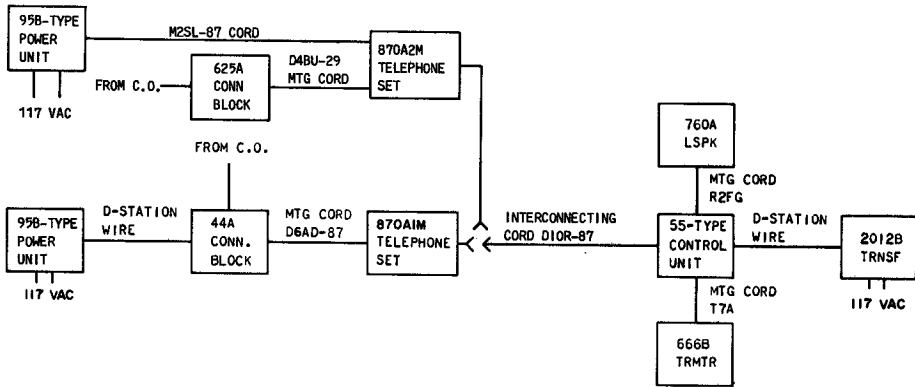 95B-TYPE
POWER
UNIT
117 VAC
M2SL-87 CORD
FROM C.O.
625A
CONN
BLOCK
D4BU-29
MTG CORD
870A2M
TELEPHONE
SET
FROM C.O.
95B-TYPE
POWER
UNIT
117 VAC
D-STATION
WIRE
44A
CONN.
BLOCK
MTG CORD
D6AD-87
870A1M
TELEPHONE
SET
INTERCONNECTING
CORD D10R-87
760A
LSPK
MTG CORD
R2FG
55-TYPE
CONTROL
UNIT
D-STATION
WIRE
2012B
TRNSF
117 VAC
MTG CORD
T7A
666B
TRMTR